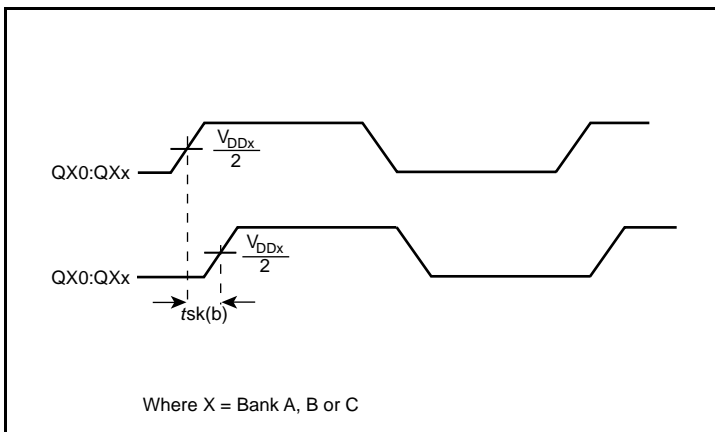 QX0:QXx
VDDx
2
QX0:QXx
VDDx
2
tsk(b)
Where X = Bank A, B or C